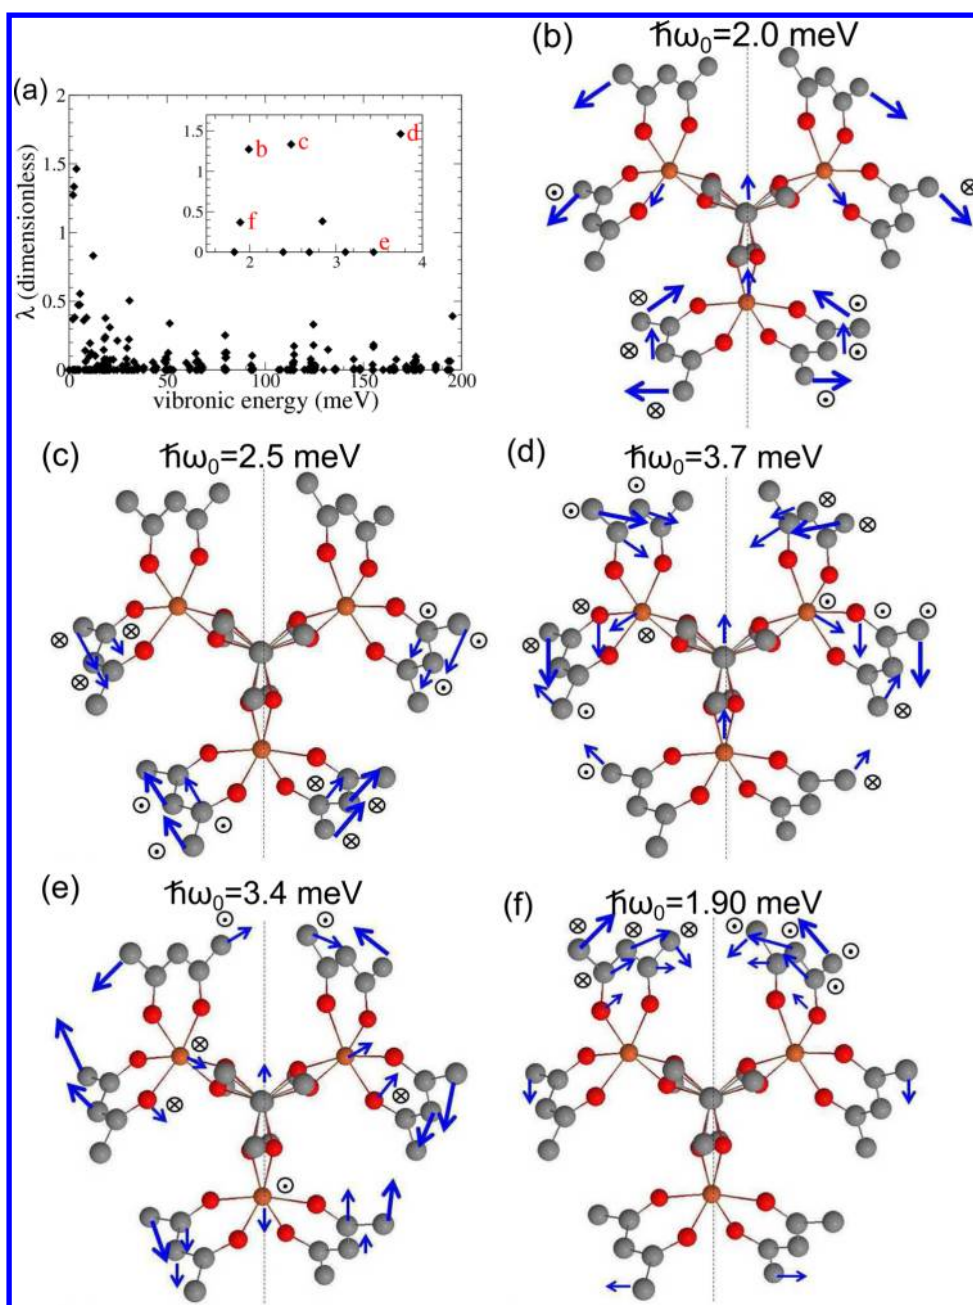 (a)
2
1.5
1
0.5
0
λ (dimensionless)
0 50 100 150 200
vibronic energy (meV)
1.5
1
0.5
0
2 3 4
b
c
d
f
e
(b) ħω₀=2.0 meV
(c) ħω₀=2.5 meV
(d) ħω₀=3.7 meV
(e) ħω₀=3.4 meV
(f) ħω₀=1.90 meV